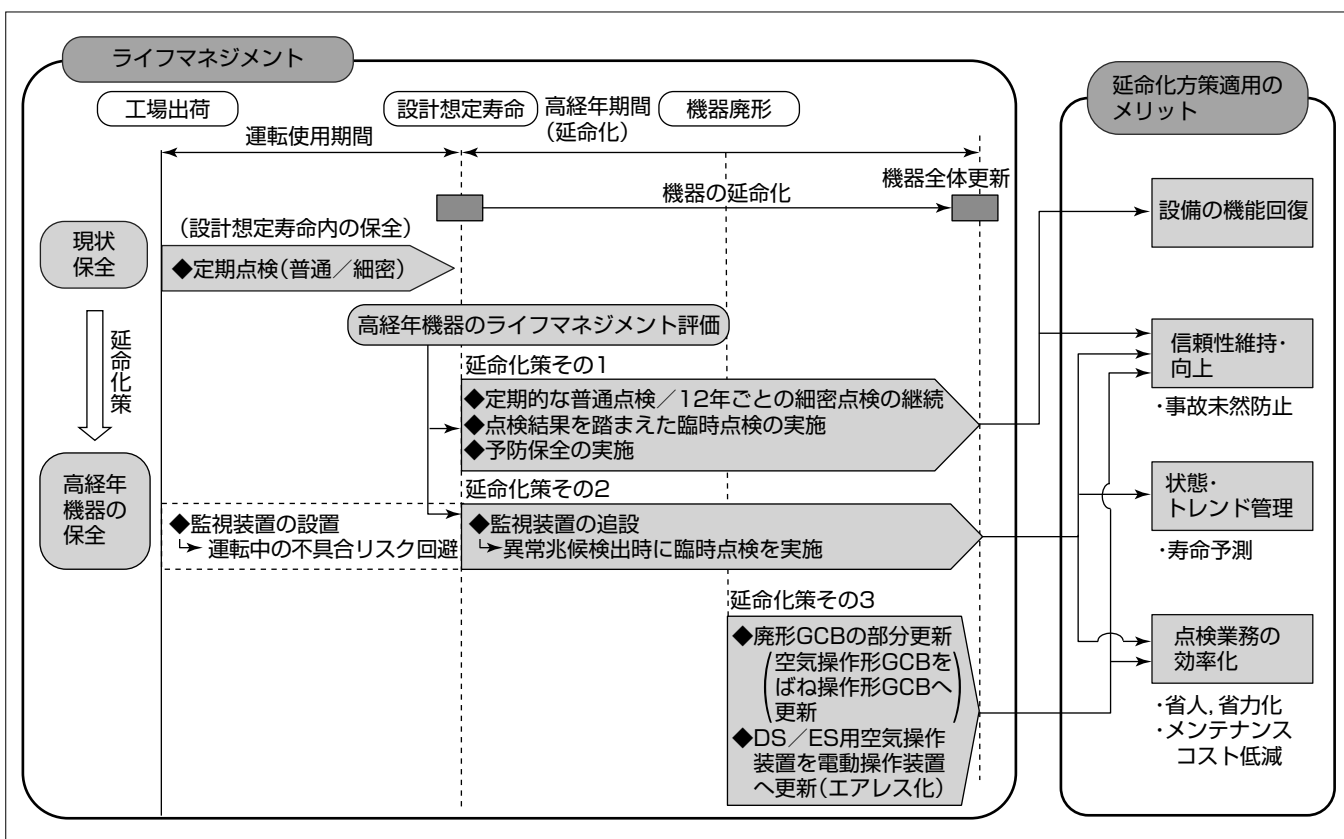 ライフマネジメント
工場出荷
設計想定寿命
高経年期間
(延命化)
機器廃形
運転使用期間
機器の延命化
機器全体更新
現状
保全
(設計想定寿命内の保全)
◆定期点検(普通／細密)
延命化策
高経年機器のライフマネジメント評価
延命化策その1
◆定期的な普通点検／12年ごとの細密点検の継続
◆点検結果を踏まえた臨時点検の実施
◆予防保全の実施
高経年
機器の
保全
◆監視装置の設置
運転中の不具合リスク回避
延命化策その2
◆監視装置の追設
異常兆候検出時に臨時点検を実施
延命化策その3
◆廃形GCBの部分更新
(空気操作形GCBを
ばね操作形GCBへ
更新)
◆DS／ES用空気操作
装置を電動操作装置
へ更新(エアレス化)
延命化方策適用の
メリット
設備の機能回復
信頼性維持・
向上
・事故未然防止
状態・
トレンド管理
・寿命予測
点検業務の
効率化
・省人，省力化
・メンテナンス
コスト低減